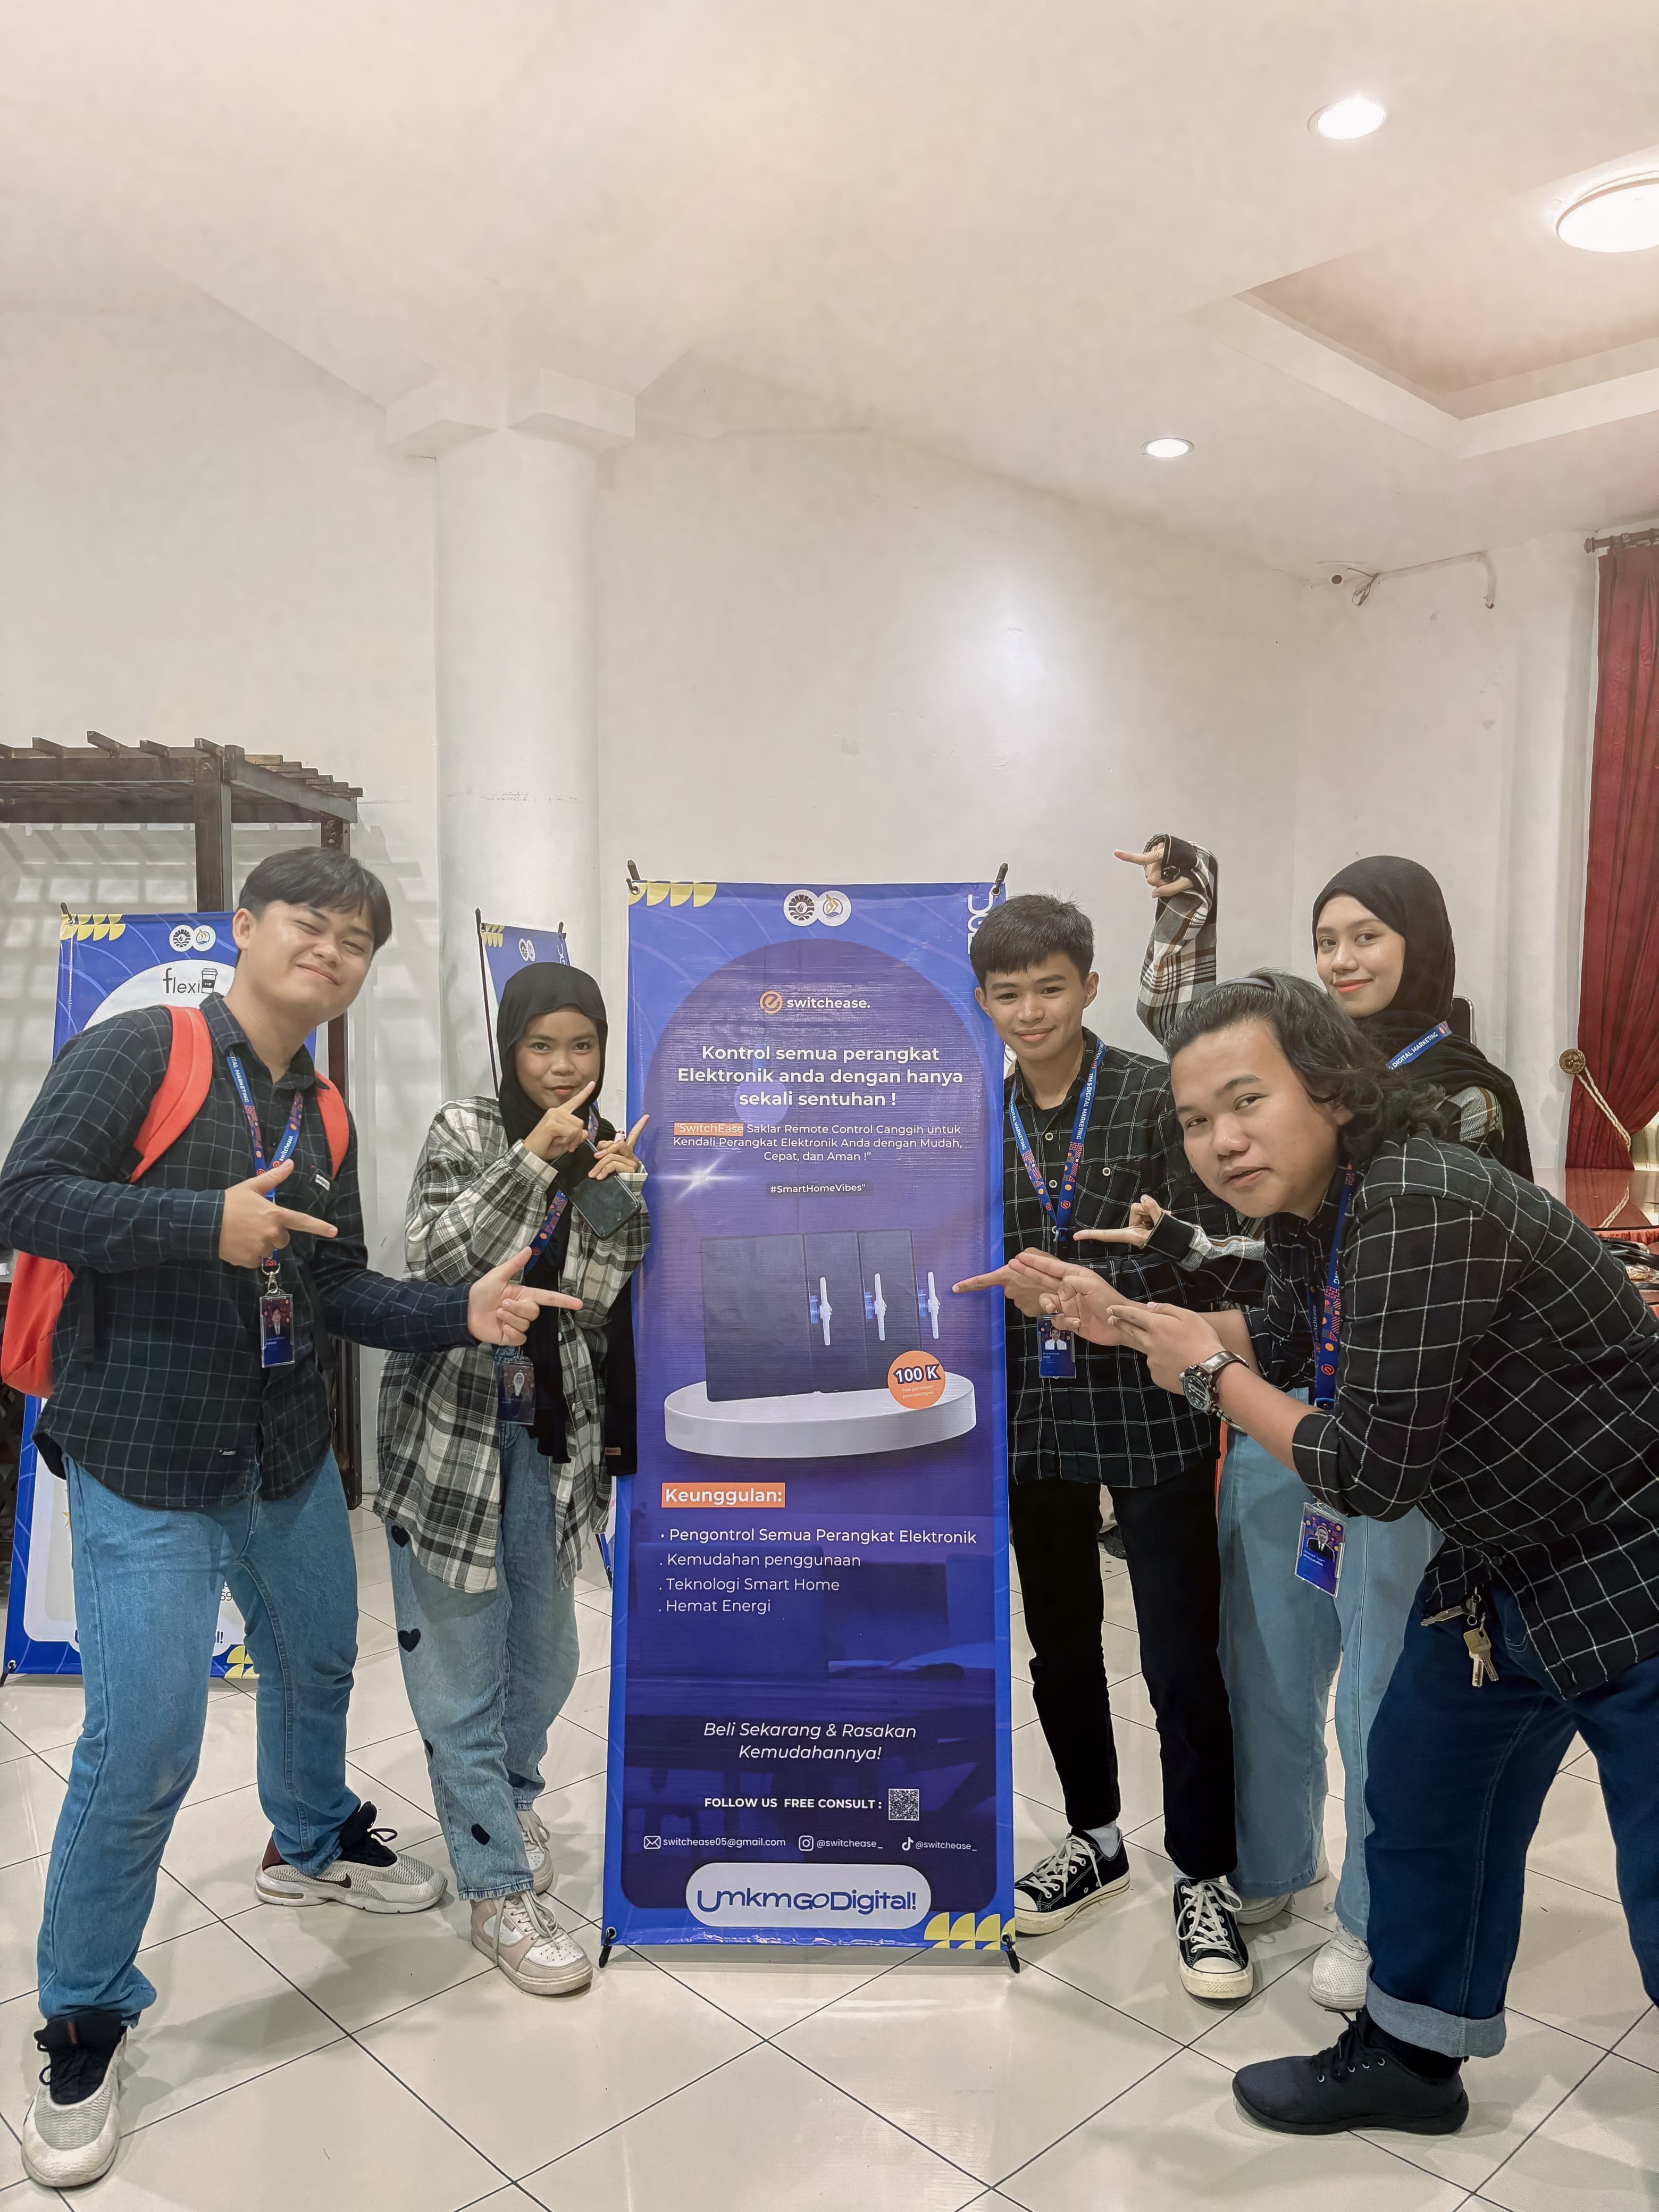 switchease.
Kontrol semua perangkat
Elektronik anda dengan hanya
sekali sentuhan !
"SwitchEase Saklar Remote Control Canggih untuk
Kendali Perangkat Elektronik Anda dengan Mudah,
Cepat, dan Aman !"
#SmartHomeVibes"
100 K
Keunggulan:
• Pengontrol Semua Perangkat Elektronik
. Kemudahan penggunaan
. Teknologi Smart Home
. Hemat Energi
Beli Sekarang & Rasakan
Kemudahannya!
FOLLOW US FREE CONSULT :
switchease05@gmail.com @switchease_ @switchease_
UmkmGoDigital!
flexi
DIGITAL MARKETING